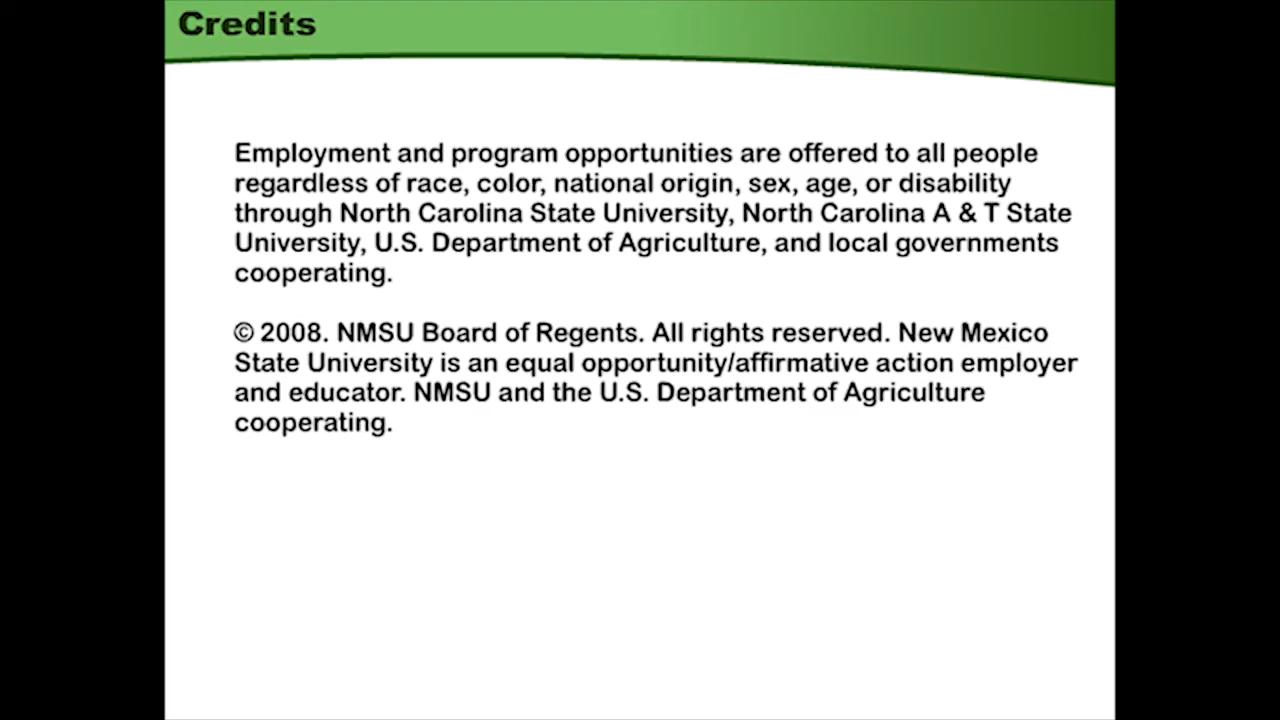 Credits
Employment and program opportunities are offered to all people
regardless of race, color, national origin, sex, age, or disability
through North Carolina State University, North Carolina A & T State
University, U.S. Department of Agriculture, and local governments
cooperating.
© 2008. NMSU Board of Regents. All rights reserved. New Mexico
State University is an equal opportunity/affirmative action employer
and educator. NMSU and the U.S. Department of Agriculture
cooperating.